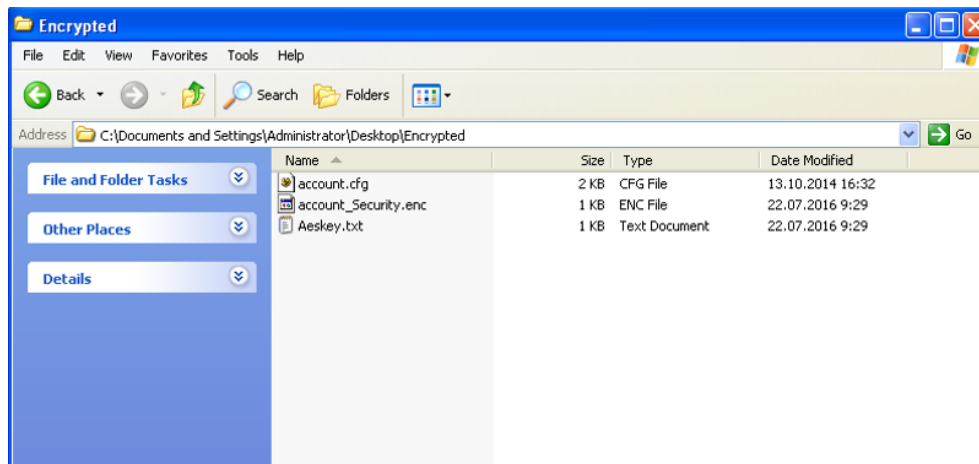 Encrypted
File Edit View Favorites Tools Help
Back Search Folders
Address C:\Documents and Settings\Administrator\Desktop\Encrypted Go
File and Folder Tasks
Other Places
Details
Name Size Type Date Modified
account.cfg 2 KB CFG File 13.10.2014 16:32
account_Security.enc 1 KB ENC File 22.07.2016 9:29
Aeskey.txt 1 KB Text Document 22.07.2016 9:29